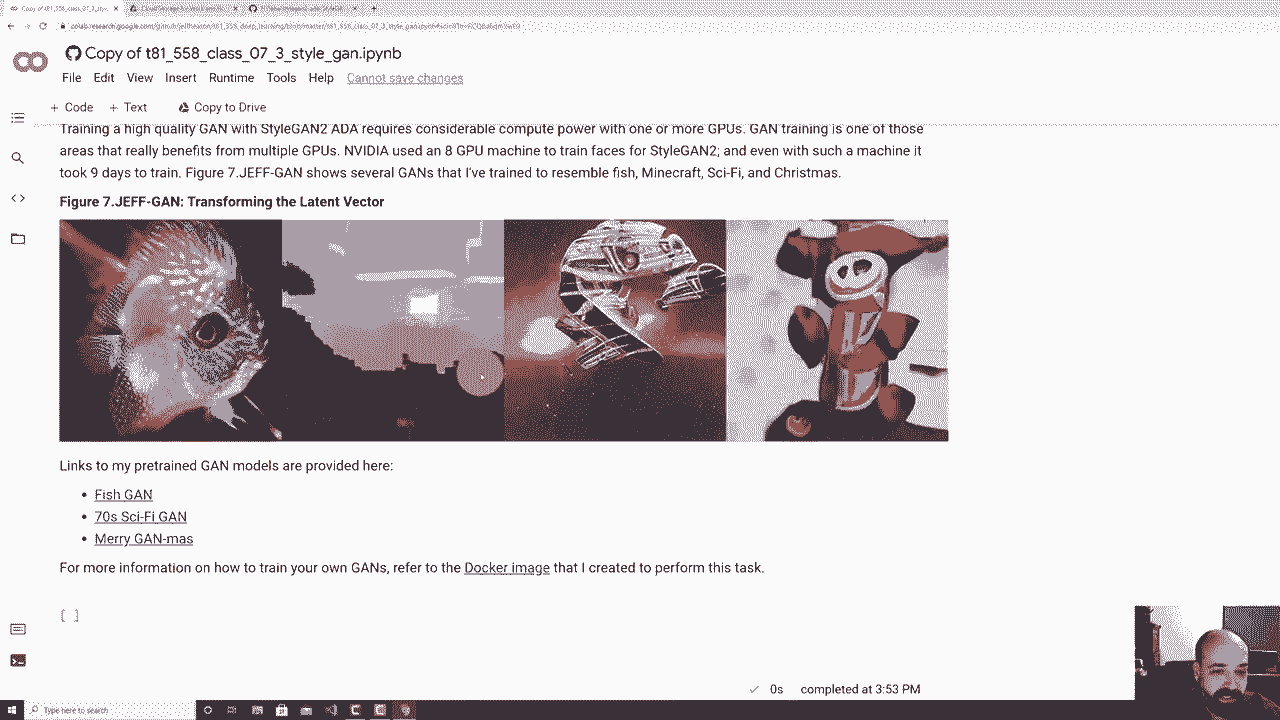 Copy of t81_558_class_07_3_style_gan.ipynb
File Edit View Insert Runtime Tools Help Cannot save changes
+ Code + Text Copy to Drive
Training a high quality GAN with StyleGAN2 ADA requires considerable compute power with one or more GPUs. GAN training is one of those
areas that really benefits from multiple GPUs. NVIDIA used an 8 GPU machine to train faces for StyleGAN2; and even with such a machine it
took 9 days to train. Figure 7.JEFF-GAN shows several GANs that I've trained to resemble fish, Minecraft, Sci-Fi, and Christmas.
Figure 7.JEFF-GAN: Transforming the Latent Vector
Links to my pretrained GAN models are provided here:
• Fish GAN
• 70s Sci-Fi GAN
• Merry GAN-mas
For more information on how to train your own GANs, refer to the Docker image that I created to perform this task.
[ ]
0s completed at 3:53 PM
Type here to search